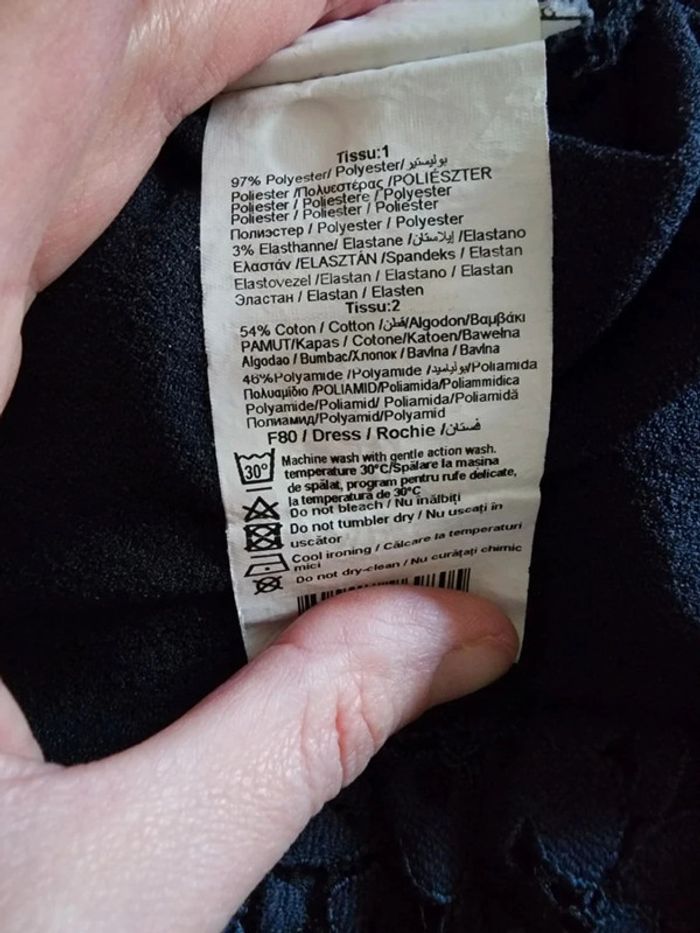 Tissu:1
97% Polyester/ Polyester/ بوليستير
Poliester /Πολυεστέρας /POLIÉSZTER
Poliester / Poliestere / Polyester
Poliester / Poliester / Poliester
Полиэстер / Polyester / Polyester
3% Elasthanne/ Elastane /إيلاستان /Elastano
Ελαστάν /ELASZTÁN /Spandeks / Elastan
Elastovezel /Elastan / Elastano / Elastan
Эластан / Elastan / Elasten
Tissu:2
54% Coton / Cotton /قطن/Algodon/Βαμβάκι
PAMUT/Kapas / Cotone/Katoen/Bawełna
Algodao / Bumbac/Хлопок / Bavlna / Bavlna
46%Polyamide /Polyamide /بوليأميد/Poliamida
Πολυαμίδιο /POLIAMID/Poliamida/Poliammidica
Polyamide/Poliamid/ Poliamida/Poliamidă
Полиамид/Polyamid/Polyamid
F80 / Dress / Rochie /فستان
30° Machine wash with gentle action wash.
temperature 30°C/Spălare la masina
de spălat, program pentru rufe delicate,
la temperatura de 30°C
Do not bleach / Nu înălbiți
Do not tumbler dry / Nu uscați în
uscător
Cool ironing / Călcare la temperaturi
mici
Do not dry-clean / Nu curățați chimic